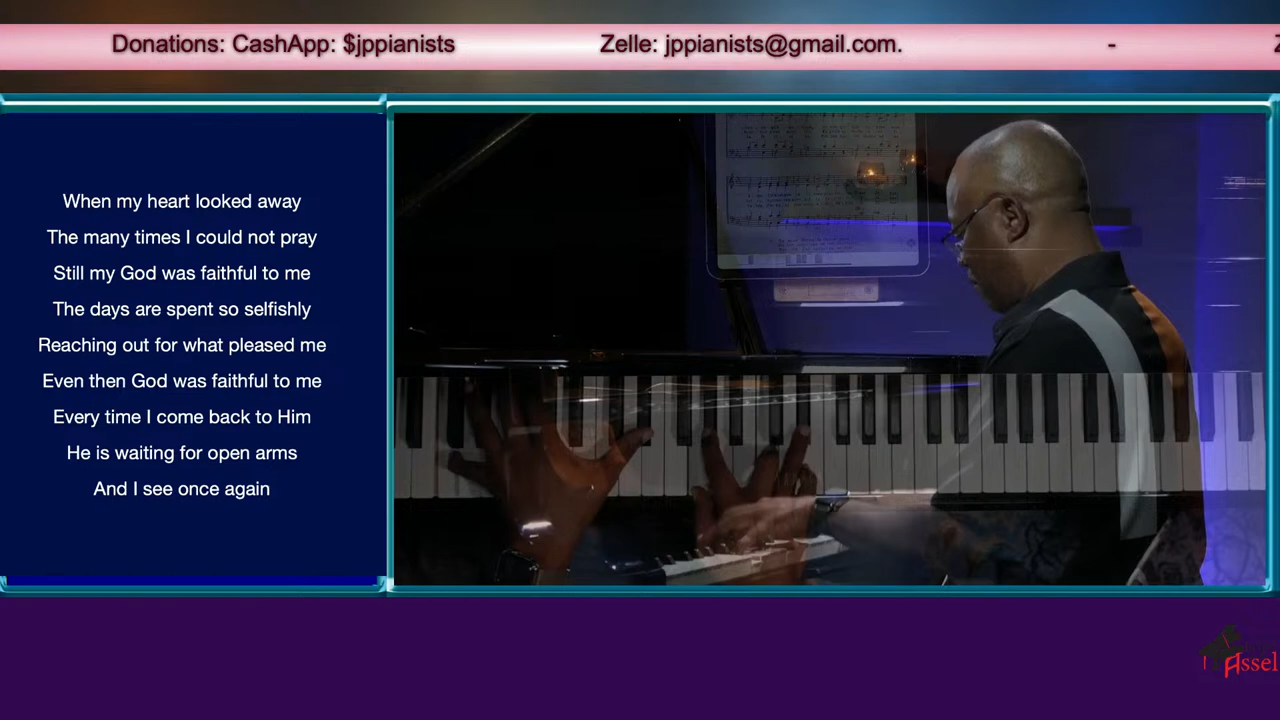 Donations: CashApp: $jppianists Zelle: jppianists@gmail.com. -
When my heart looked away
The many times I could not pray
Still my God was faithful to me
The days are spent so selfishly
Reaching out for what pleased me
Even then God was faithful to me
Every time I come back to Him
He is waiting for open arms
And I see once again
Assel